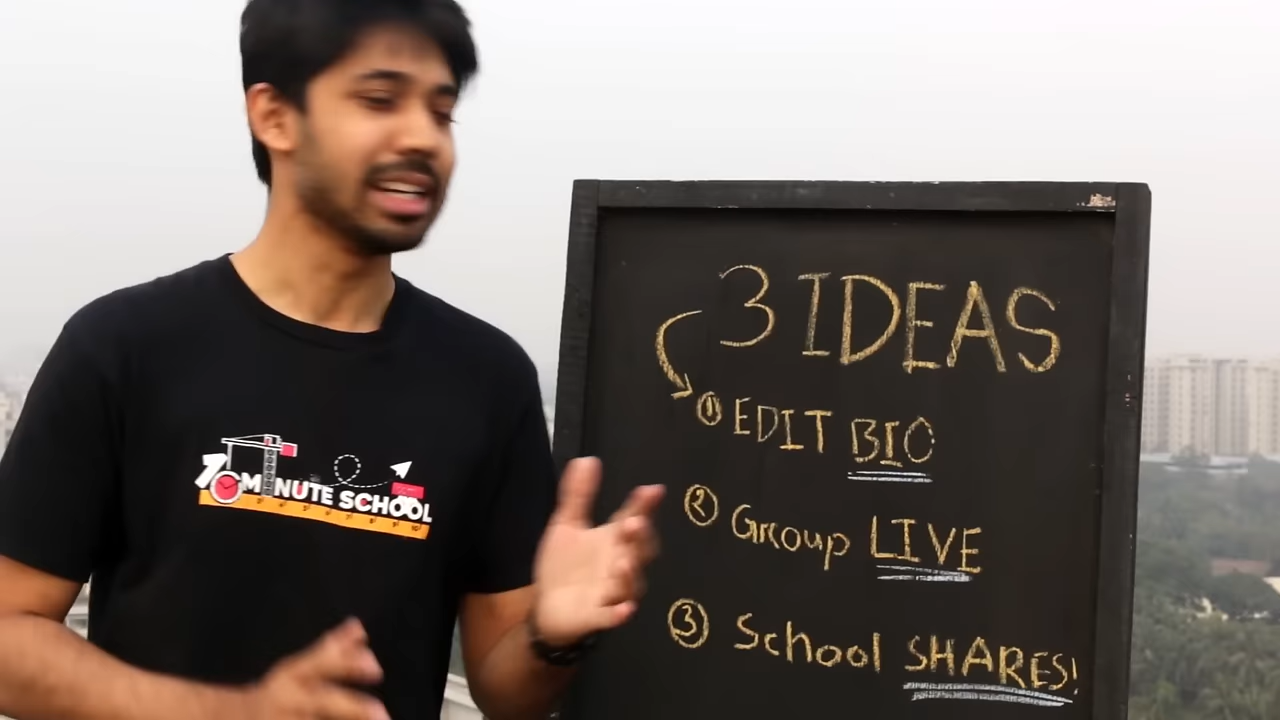 3 IDEAS
① EDIT BIO
② Group LIVE
③ School SHARES!
10 MINUTE SCHOOL